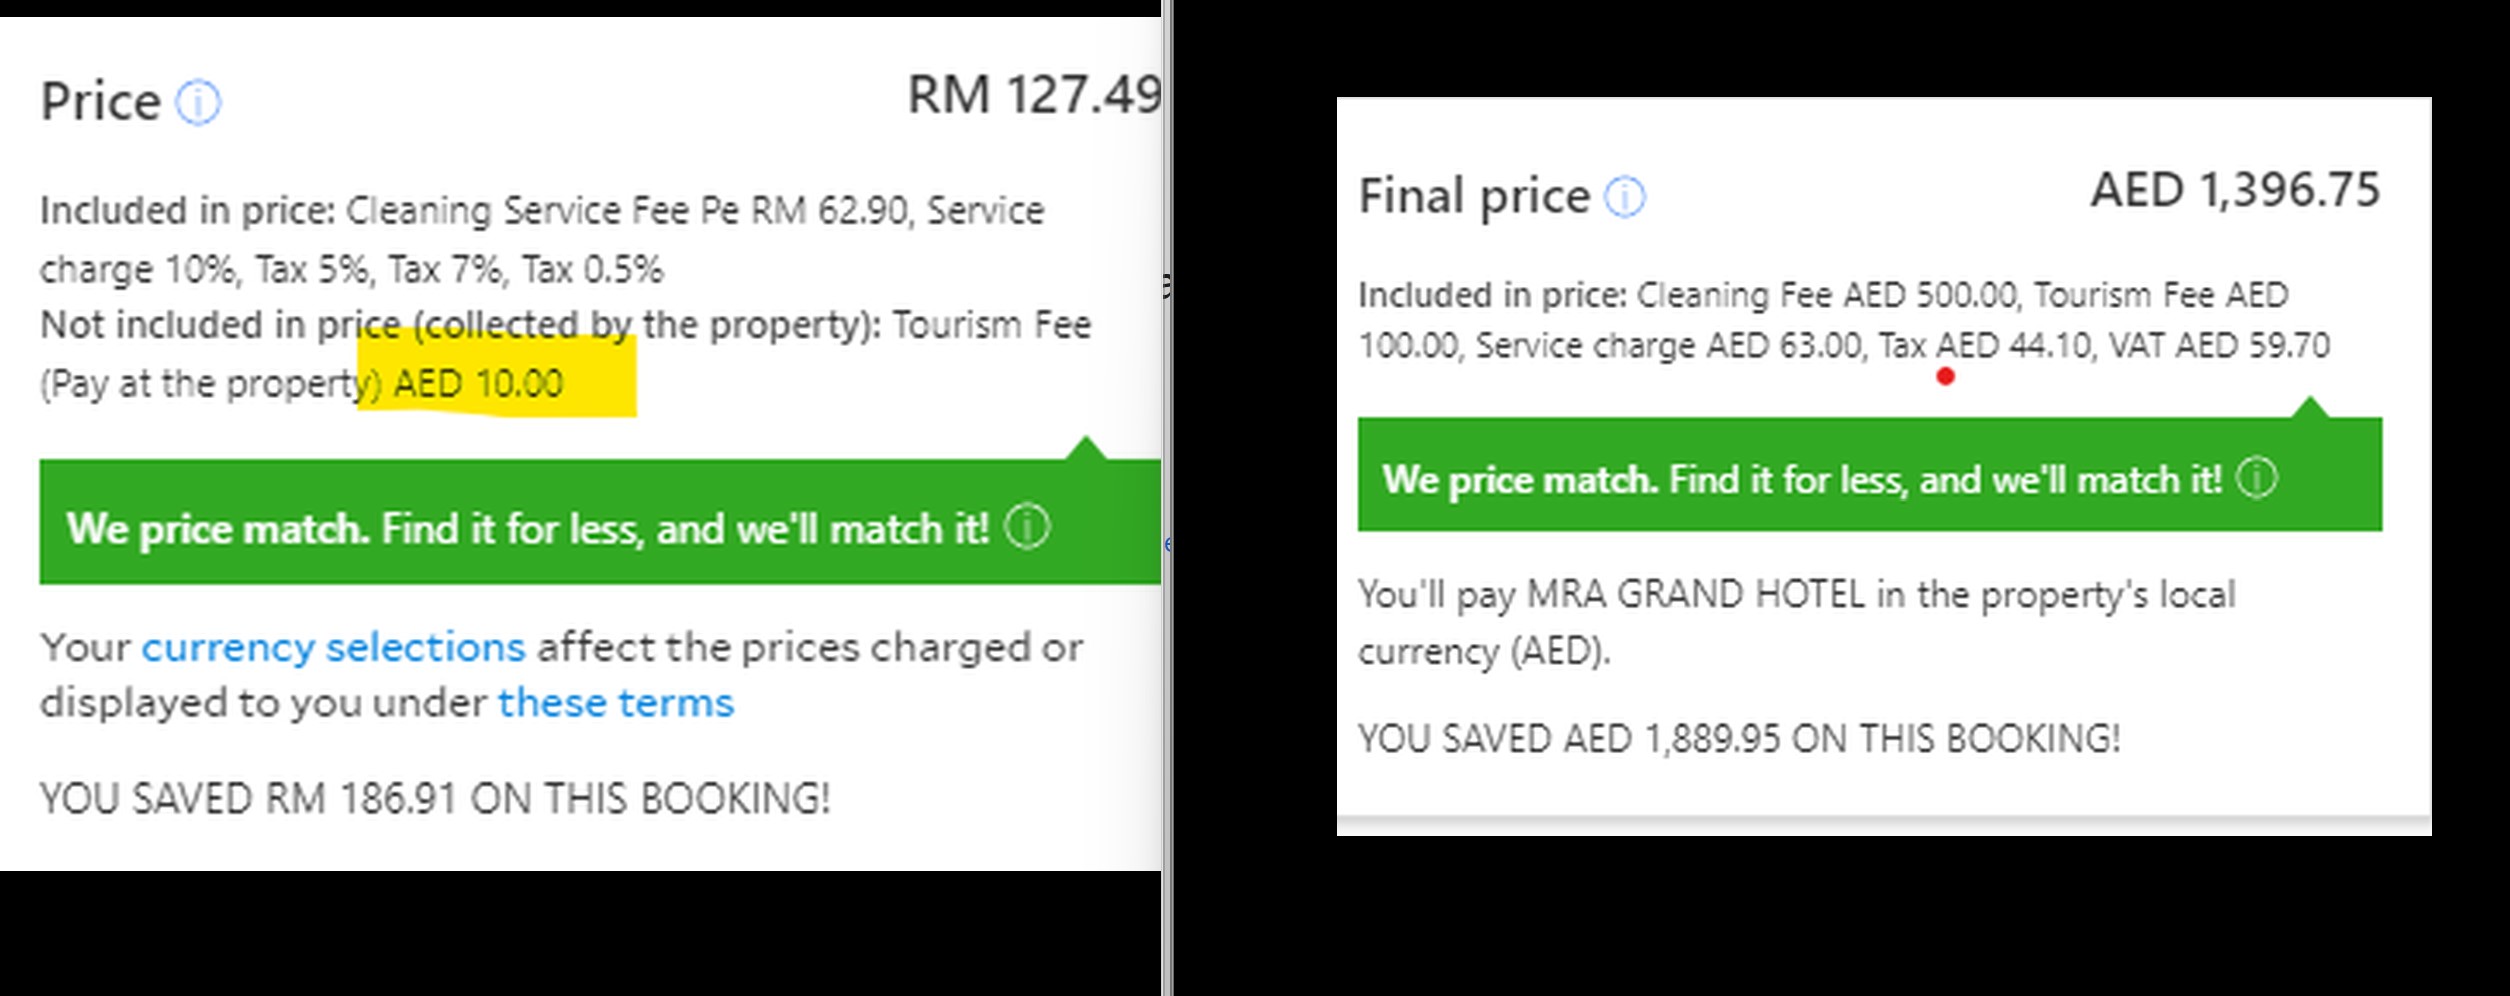 Price
RM 127.49
Included in price: Cleaning Service Fee Pe RM 62.90, Service
charge 10%, Tax 5%, Tax 7%, Tax 0.5%
Not included in price (collected by the property): Tourism Fee
(Pay at the property) AED 10.00
We price match. Find it for less, and we'll match it!
Your currency selections affect the prices charged or
displayed to you under these terms
YOU SAVED RM 186.91 ON THIS BOOKING!
Final price
AED 1,396.75
Included in price: Cleaning Fee AED 500.00, Tourism Fee AED
100.00, Service charge AED 63.00, Tax AED 44.10, VAT AED 59.70
We price match. Find it for less, and we'll match it!
You'll pay MRA GRAND HOTEL in the property's local
currency (AED).
YOU SAVED AED 1,889.95 ON THIS BOOKING!